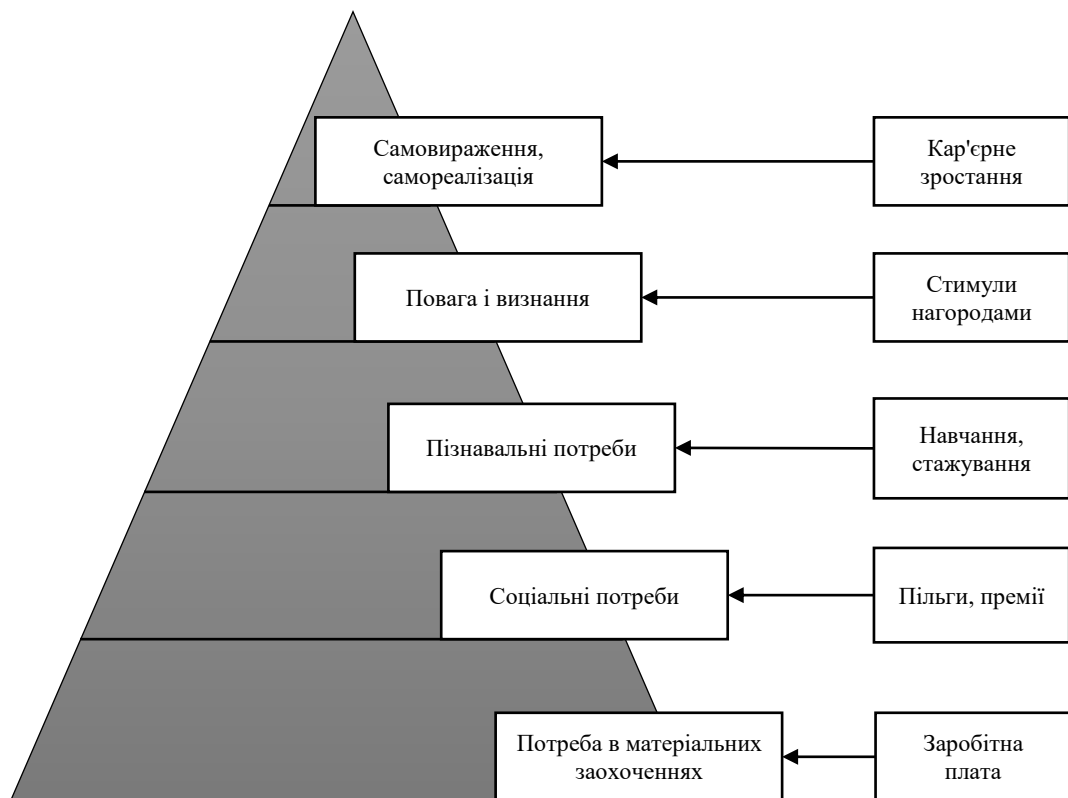 Самовираження,
самореалізація
Кар'єрне
зростання
Повага і визнання
Стимули
нагородами
Пізнавальні потреби
Навчання,
стажування
Соціальні потреби
Пільги, премії
Потреба в матеріальних
заохоченнях
Заробітна
плата